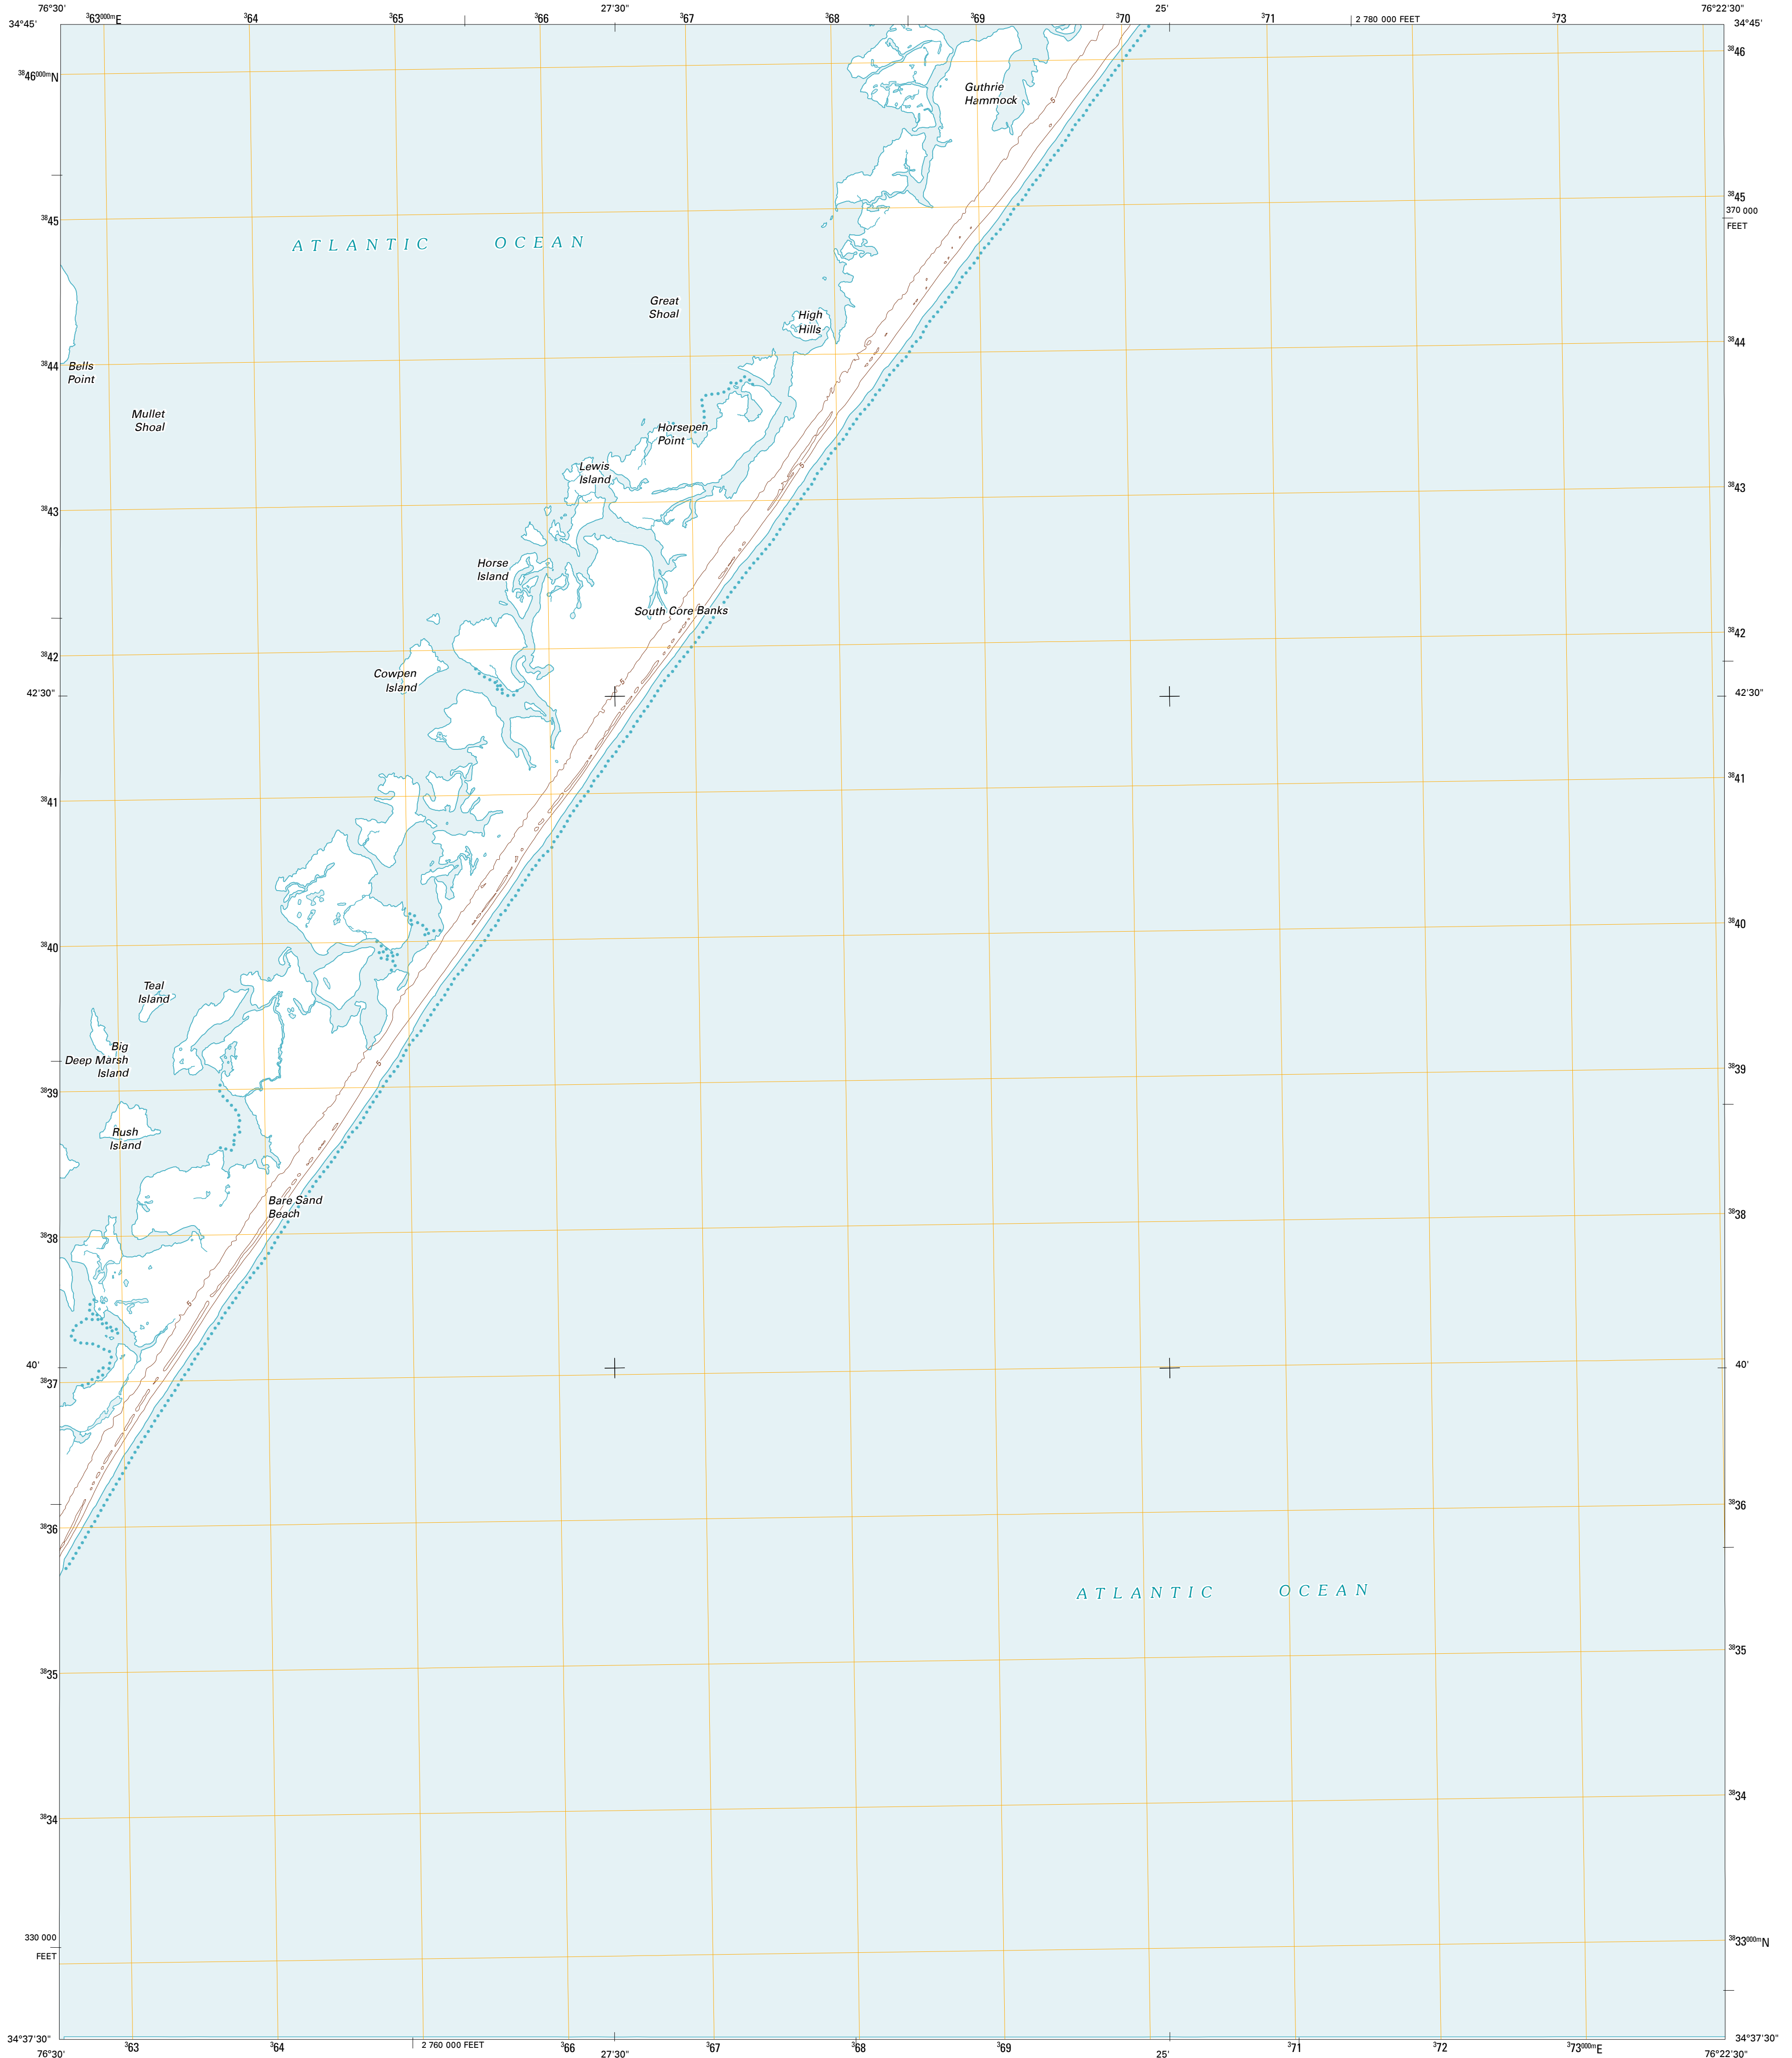 76°30' 27'30" 76°22'30"
34°45' ³63⁰⁰⁰ᵐE ³64 ³65 ³66 ³67 ³68 ³69 ³70 25' ³71 2 780 000 FEET ³73 34°45'
³⁸46⁰⁰⁰ᵐN ³⁸46
Guthrie
Hammock
5
³⁸45 ³⁸45
370 000
FEET
ATLANTIC OCEAN
Great
Shoal
High
Hills
³⁸44 ³⁸44
Bells
Point
Mullet
Shoal
Horsepen
Point
Lewis
Island
5
³⁸43 ³⁸43
Horse
Island
South Core Banks
³⁸42 ³⁸42
Cowpen
Island
5
42'30" 42'30"
³⁸41 ³⁸41
³⁸40 ³⁸40
Teal
Island
Big
Deep Marsh
Island
5
³⁸39 ³⁸39
Rush
Island
Bare Sand
Beach
³⁸38 ³⁸38
5
40' 40'
³⁸37
³⁸36 ³⁸36
ATLANTIC OCEAN
³⁸35 ³⁸35
³⁸34 ³⁸34
330 000
FEET
³⁸33⁰⁰⁰ᵐN
34°37'30" ³63 ³64 2 760 000 FEET ³66 ³67 ³68 ³69 ³71 ³72 ³73⁰⁰⁰ᵐE 34°37'30"
76°30' 27'30" 25' 76°22'30"